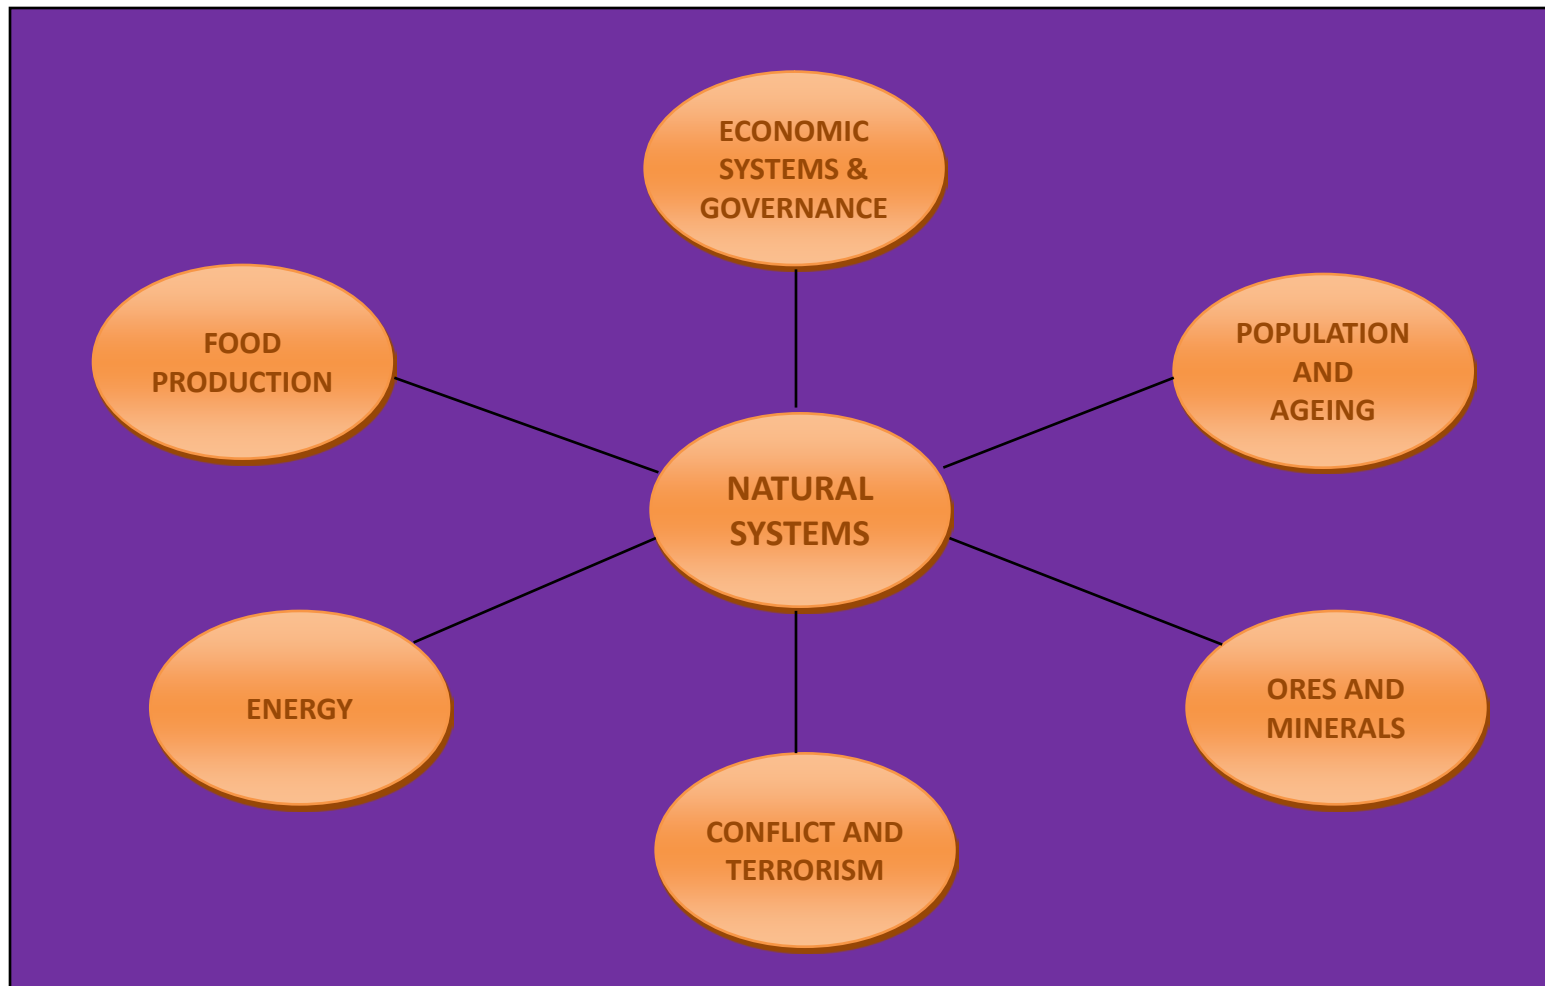 ECONOMIC
SYSTEMS &
GOVERNANCE
FOOD
PRODUCTION
POPULATION
AND
AGEING
NATURAL
SYSTEMS
ENERGY
ORES AND
MINERALS
CONFLICT AND
TERRORISM